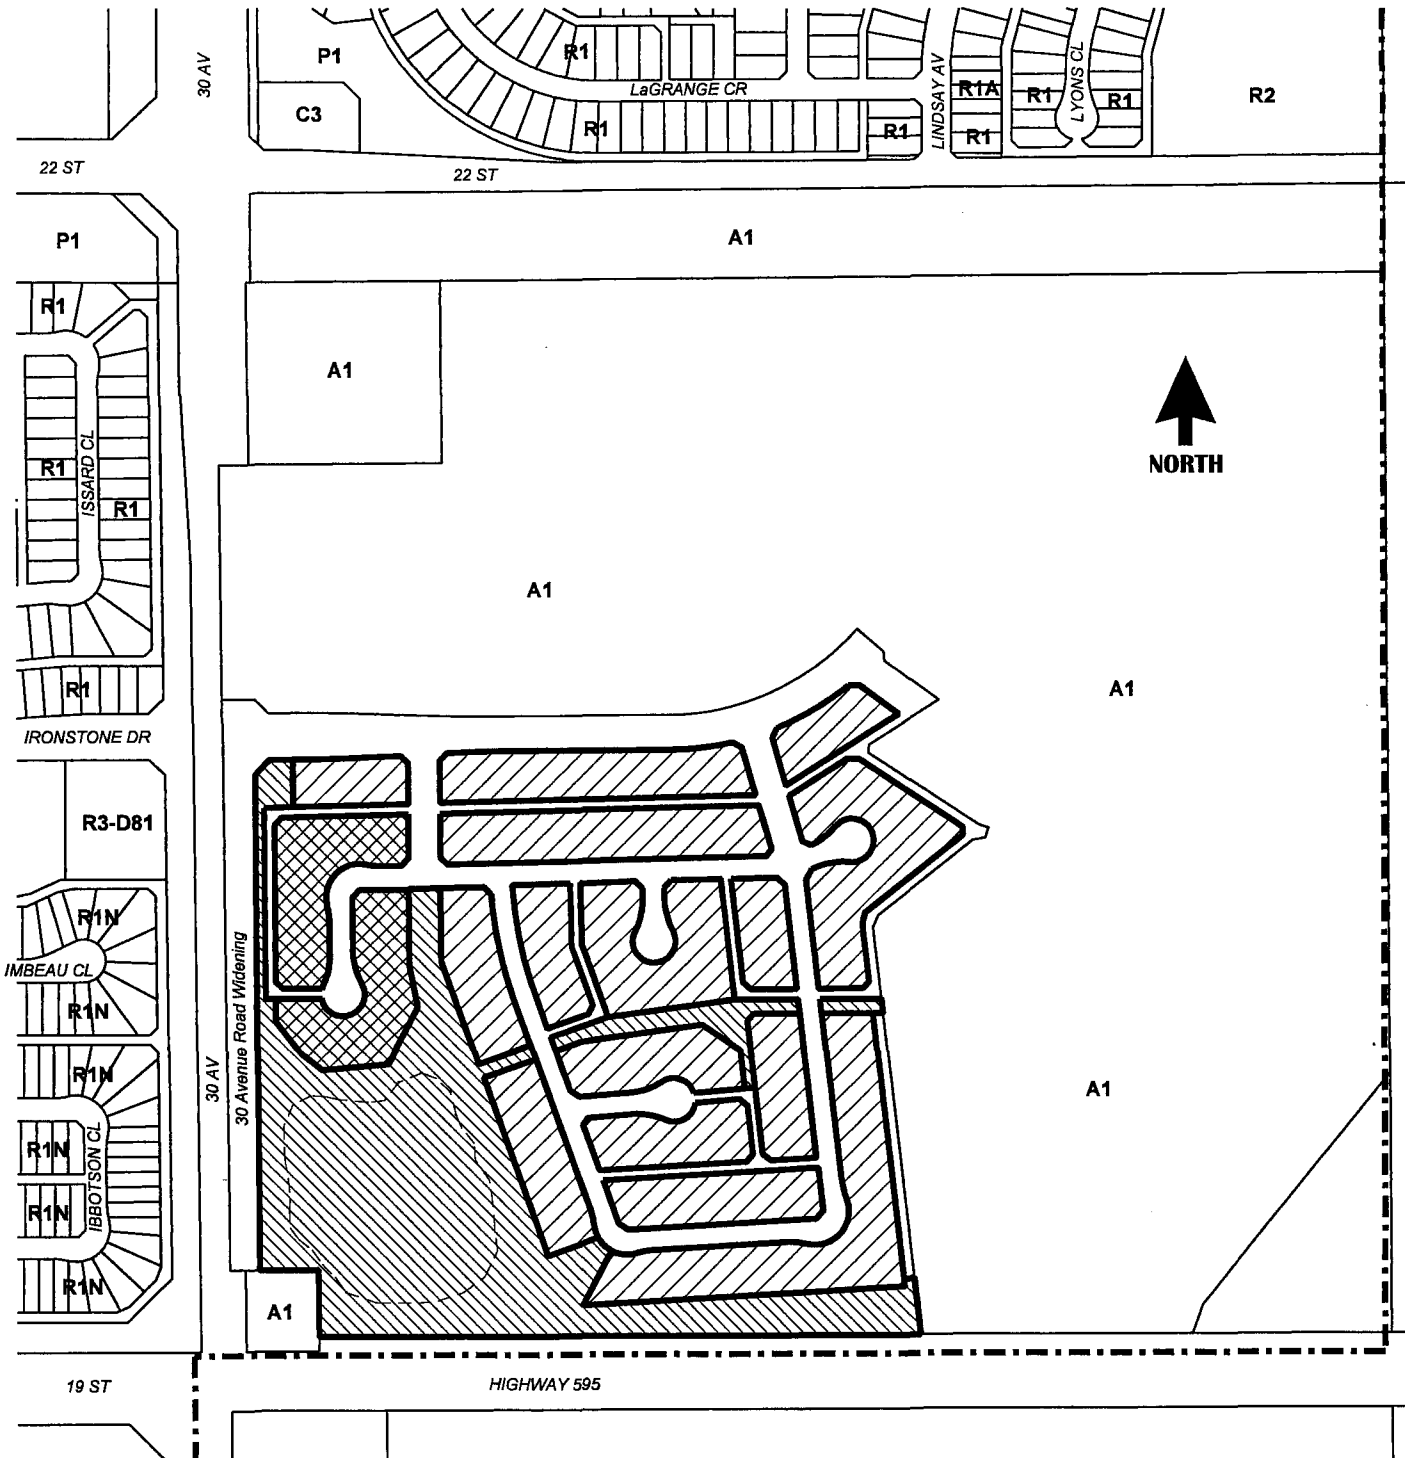 30 AV
P1
R1
LaGRANGE CR
C3
R1
R1
LINDSAY AV
R1A
R1
R1
LYONS CL
R1
R2
22 ST
22 ST
P1
A1
R1
A1
NORTH
R1
ISSARD CL
R1
A1
R1
A1
IRONSTONE DR
R3-D81
R1N
IMBEAU CL
R1N
30 Avenue Road Widening
30 AV
R1N
A1
R1N
IBBOTSON CL
R1N
R1N
A1
19 ST
HIGHWAY 595